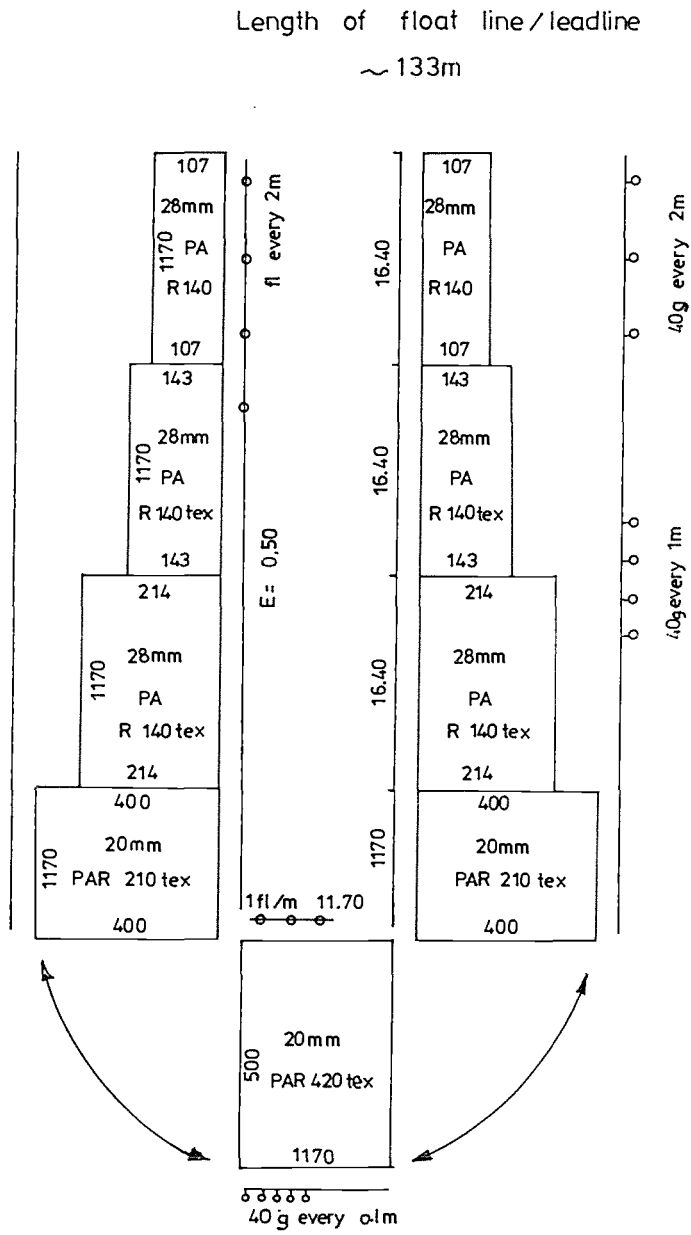 Length of float line/leadline
~ 133m
107
28mm
1170
PA
R 140
107
fl every 2m
16.40
107
28mm
PA
R 140
107
40g every 2m
143
28mm
1170
PA
R 140 tex
143
E = 0,50
16.40
143
28mm
PA
R 140 tex
143
40g every 1m
214
28mm
1170
PA
R 140 tex
214
16.40
214
28mm
PA
R 140 tex
214
400
20mm
1170
PAR 210 tex
400
1170
1 fl/m 11.70
400
20mm
PAR 210 tex
400
20mm
500
PAR 420 tex
1170
40 g every 0.1m